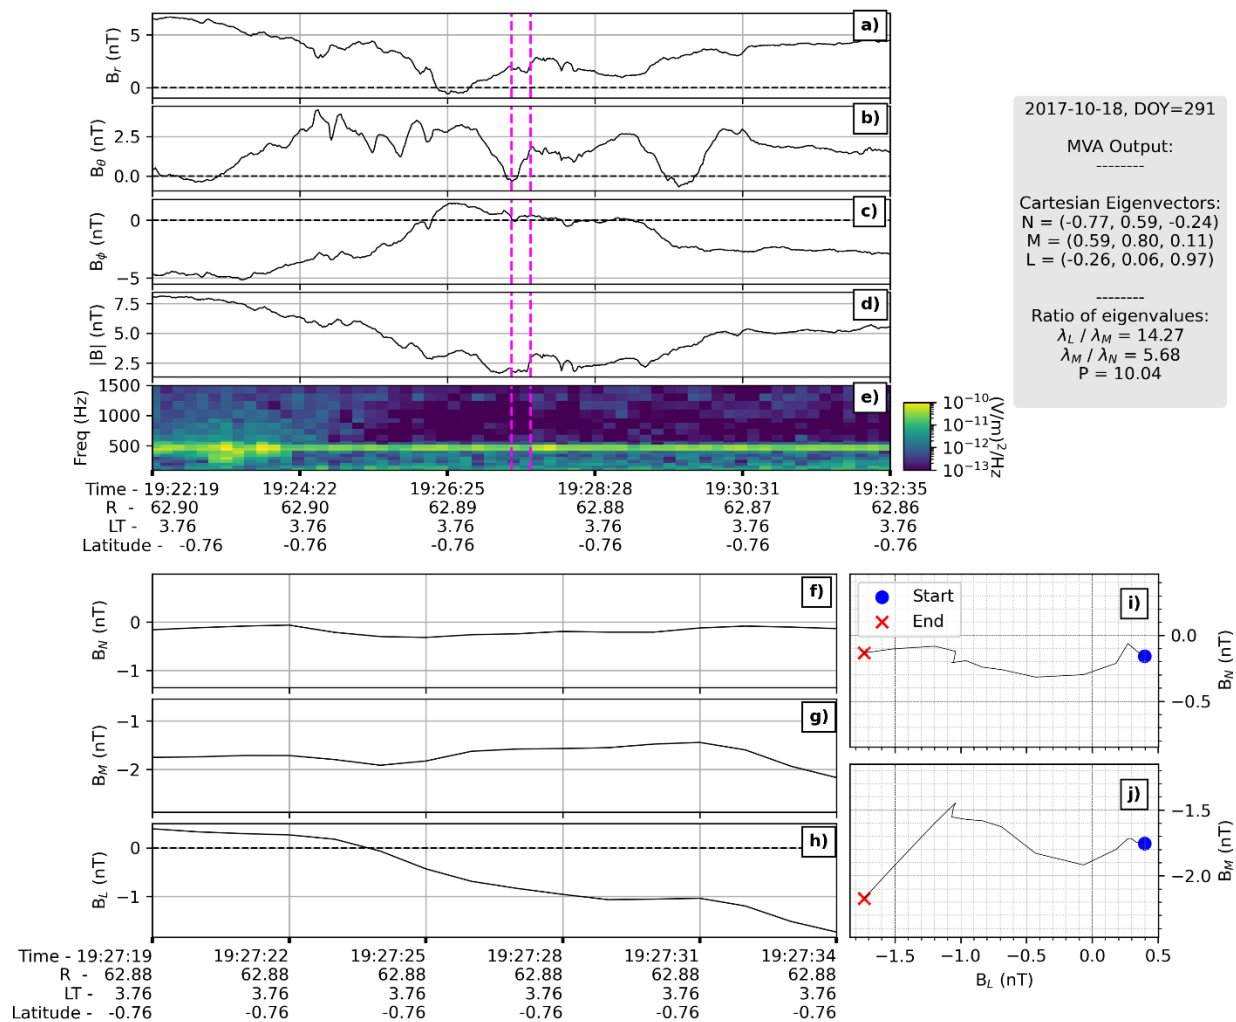 a)
5
0
B_r (nT)
b)
2.5
0.0
B_θ (nT)
c)
0
−5
B_ϕ (nT)
d)
7.5
5.0
2.5
|B| (nT)
e)
1500
1000
500
Freq (Hz)
10^−10
10^−11
10^−12
10^−13
(V/m)²/Hz
Time - 19:22:19 19:24:22 19:26:25 19:28:28 19:30:31 19:32:35
R - 62.90 62.90 62.89 62.88 62.87 62.86
LT - 3.76 3.76 3.76 3.76 3.76 3.76
Latitude - -0.76 -0.76 -0.76 -0.76 -0.76 -0.76
2017-10-18, DOY=291
MVA Output:
--------
Cartesian Eigenvectors:
N = (-0.77, 0.59, -0.24)
M = (0.59, 0.80, 0.11)
L = (-0.26, 0.06, 0.97)
--------
Ratio of eigenvalues:
λ_L / λ_M = 14.27
λ_M / λ_N = 5.68
P = 10.04
f)
0
−1
B_N (nT)
g)
−1
−2
B_M (nT)
h)
0
−1
B_L (nT)
Time - 19:27:19 19:27:22 19:27:25 19:27:28 19:27:31 19:27:34
R - 62.88 62.88 62.88 62.88 62.88 62.88
LT - 3.76 3.76 3.76 3.76 3.76 3.76
Latitude - -0.76 -0.76 -0.76 -0.76 -0.76 -0.76
Start
End
i)
0.0
−0.5
B_N (nT)
j)
−1.5
−2.0
B_M (nT)
−1.5 −1.0 −0.5 0.0 0.5
B_L (nT)